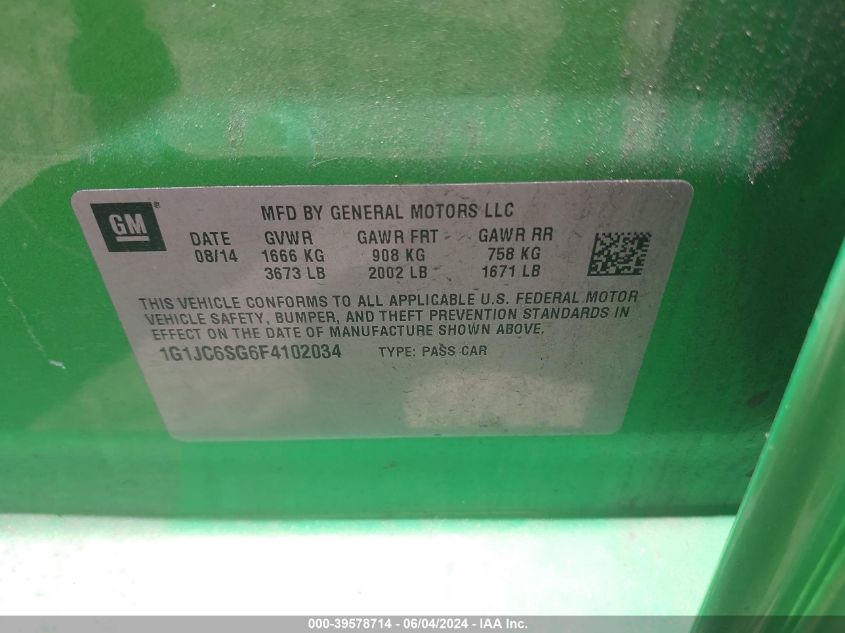 GM®
MFD BY GENERAL MOTORS LLC
DATE GVWR GAWR FRT GAWR RR
08/14 1666 KG 908 KG 758 KG
3673 LB 2002 LB 1671 LB
THIS VEHICLE CONFORMS TO ALL APPLICABLE U.S. FEDERAL MOTOR
VEHICLE SAFETY, BUMPER, AND THEFT PREVENTION STANDARDS IN
EFFECT ON THE DATE OF MANUFACTURE SHOWN ABOVE.
1G1JC6SG6F4102034 TYPE: PASS CAR
000-39578714 - 06/04/2024 - IAA Inc.